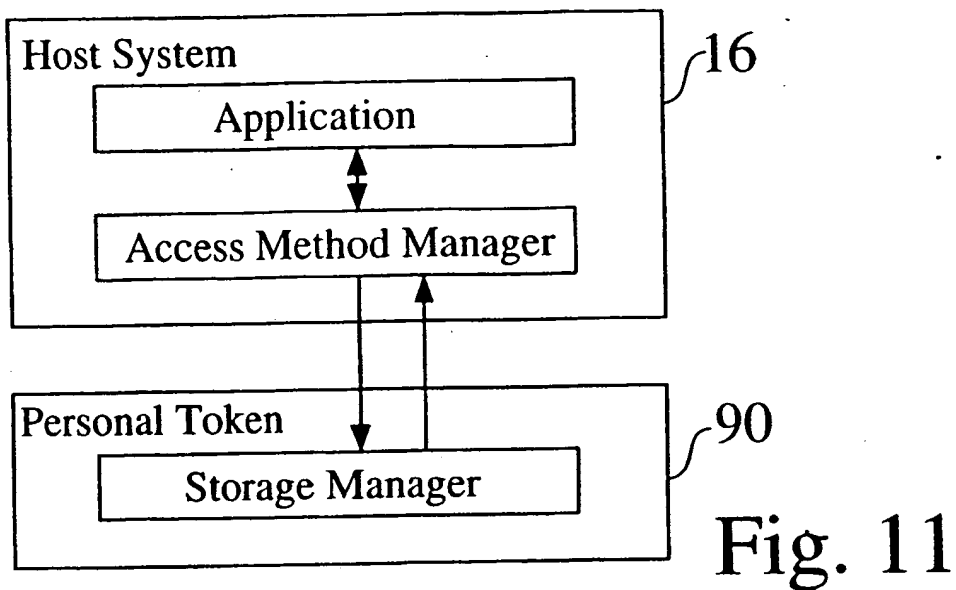 Host System
16
Application
Access Method Manager
Personal Token
90
Storage Manager
Fig. 11